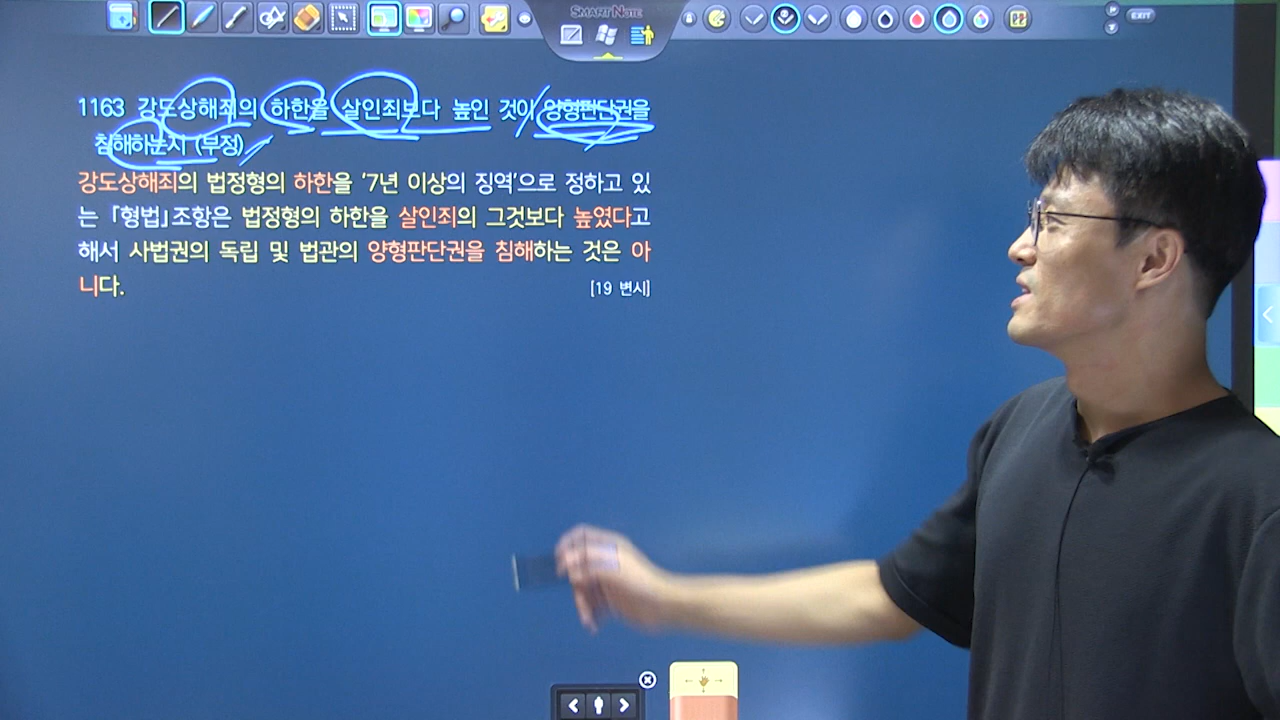 SMARTNOTE
EXIT
1163 강도상해죄의 하한을 살인죄보다 높인 것이 양형판단권을
침해하는지 (부정)
강도상해죄의 법정형의 하한을 '7년 이상의 징역'으로 정하고 있
는 「형법」조항은 법정형의 하한을 살인죄의 그것보다 높였다고
해서 사법권의 독립 및 법관의 양형판단권을 침해하는 것은 아
니다.
[19 변시]